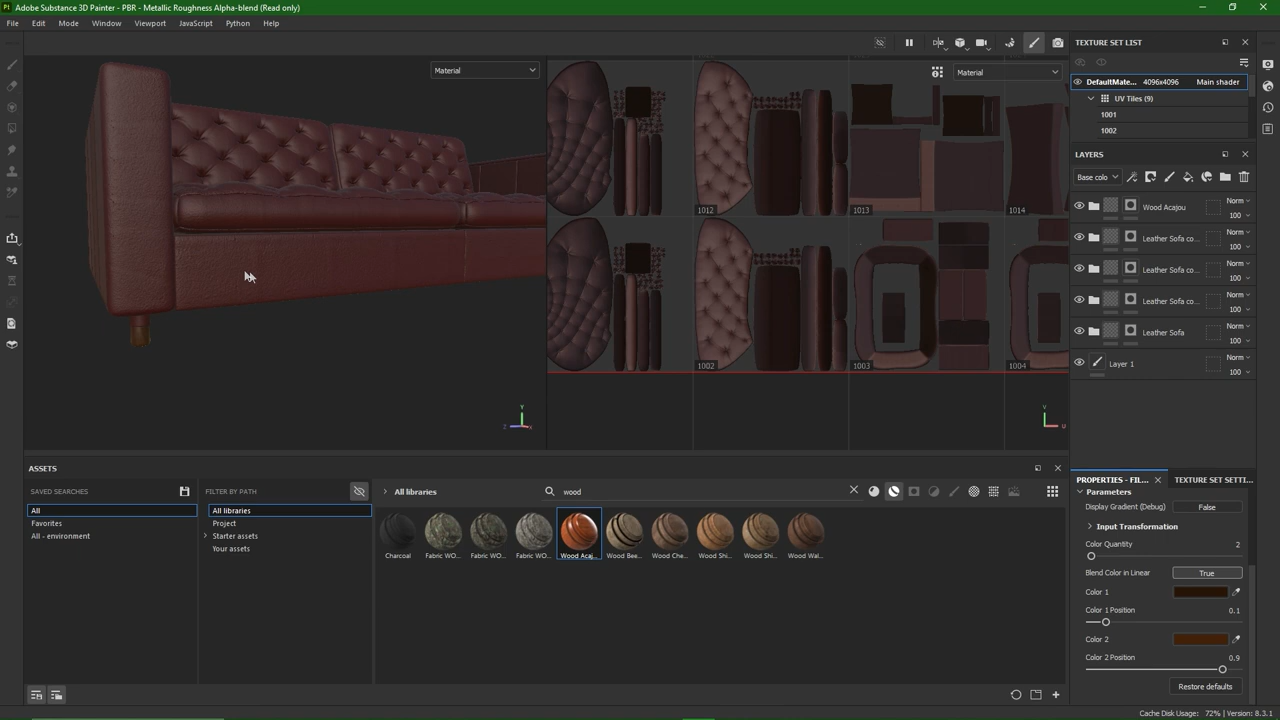 Pt Adobe Substance 3D Painter - PBR - Metallic Roughness Alpha-blend (Read only)
File Edit Mode Window Viewport JavaScript Python Help
Material
Material
1012
1013
1014
1002
1003
1004
Y
Z
X
V
U
TEXTURE SET LIST
DefaultMate... 4096x4096 Main shader
UV Tiles (9)
1001
1002
LAYERS
Base colo
Wood Acajou Norm 100
Leather Sofa co... Norm 100
Leather Sofa co... Norm 100
Leather Sofa co... Norm 100
Leather Sofa Norm 100
Layer 1 Norm 100
ASSETS
SAVED SEARCHES
All
Favorites
All - environment
FILTER BY PATH
All libraries
Project
Starter assets
Your assets
All libraries
wood
Charcoal
Fabric WO...
Fabric WO...
Fabric WO...
Wood Acaj...
Wood Bee...
Wood Che...
Wood Shi...
Wood Shi...
Wood Wal...
PROPERTIES - FIL... TEXTURE SET SETTI...
Parameters
Display Gradient (Debug) False
Input Transformation
Color Quantity 2
Blend Color in Linear True
Color 1
Color 1 Position 0.1
Color 2
Color 2 Position 0.9
Restore defaults
Cache Disk Usage: 72% | Version: 8.3.1